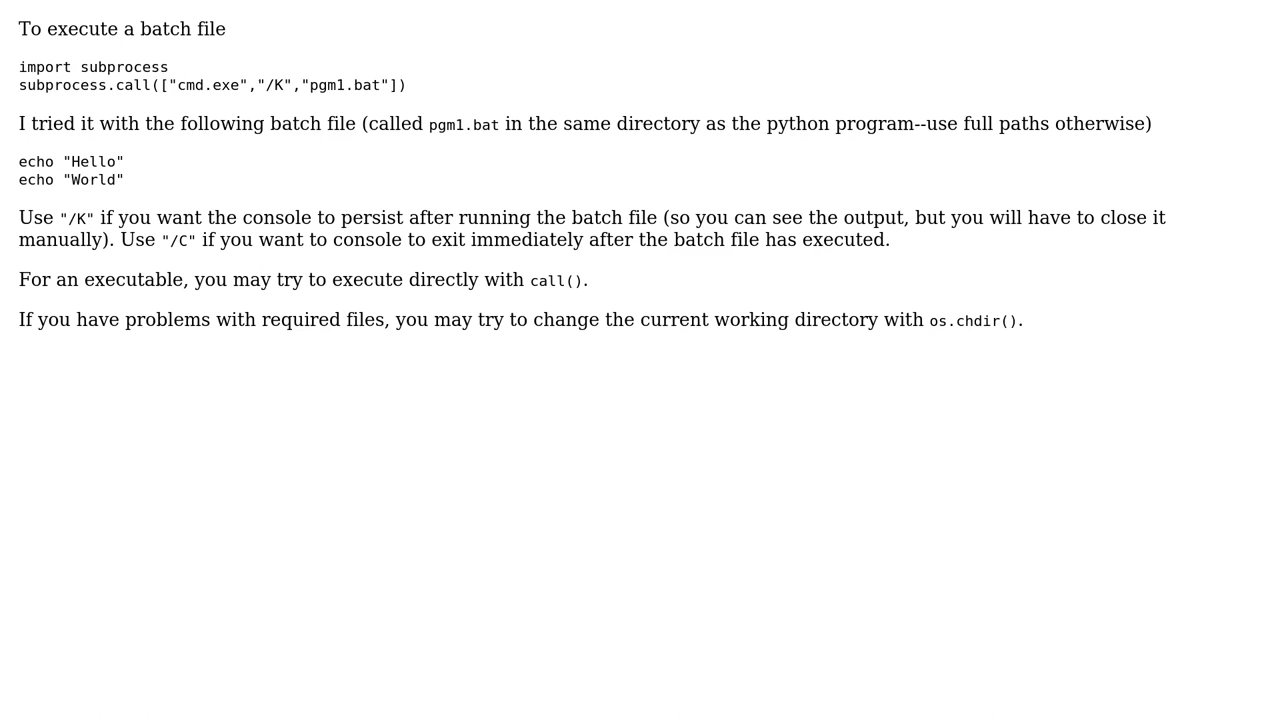 To execute a batch file
import subprocess
subprocess.call(["cmd.exe","/K","pgm1.bat"])
I tried it with the following batch file (called pgm1.bat in the same directory as the python program--use full paths otherwise)
echo "Hello"
echo "World"
Use "/K" if you want the console to persist after running the batch file (so you can see the output, but you will have to close it
manually). Use "/C" if you want to console to exit immediately after the batch file has executed.
For an executable, you may try to execute directly with call().
If you have problems with required files, you may try to change the current working directory with os.chdir().